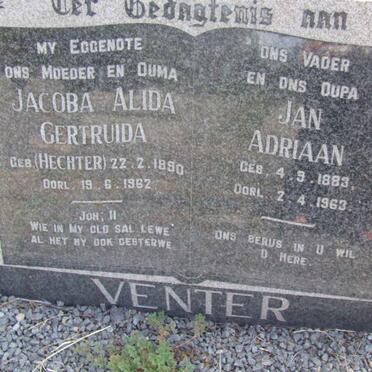 Ter Gedagtenis aan
MY EGGENOTE
ONS MOEDER EN OUMA
JACOBA ALIDA
GERTRUIDA
GEB (HECHTER) 22.2.1890
OORL. 19.6.1962
JOH. 11
WIE IN MY GLO SAL LEWE
AL HET HY OOK GESTERWE
ONS VADER
EN ONS OUPA
JAN
ADRIAAN
GEB. 4.9.1883
OORL. 2.4.1963
ONS BERUS IN U WIL
O HERE.
VENTER